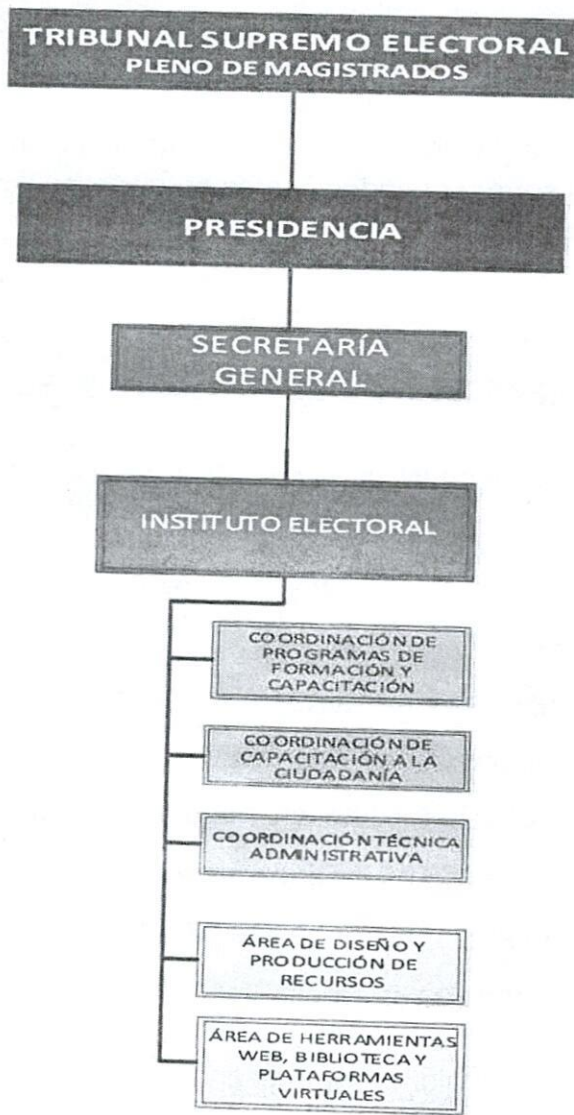 TRIBUNAL SUPREMO ELECTORAL
PLENO DE MAGISTRADOS
PRESIDENCIA
SECRETARÍA
GENERAL
INSTITUTO ELECTORAL
COORDINACIÓN DE
PROGRAMAS DE
FORMACIÓN Y
CAPACITACIÓN
COORDINACIÓN DE
CAPACITACIÓN A LA
CIUDADANÍA
COORDINACIÓN TÉCNICA
ADMINISTRATIVA
ÁREA DE DISEÑO Y
PRODUCCIÓN DE
RECURSOS
ÁREA DE HERRAMIENTAS
WEB, BIBLIOTECA Y
PLATAFORMAS
VIRTUALES